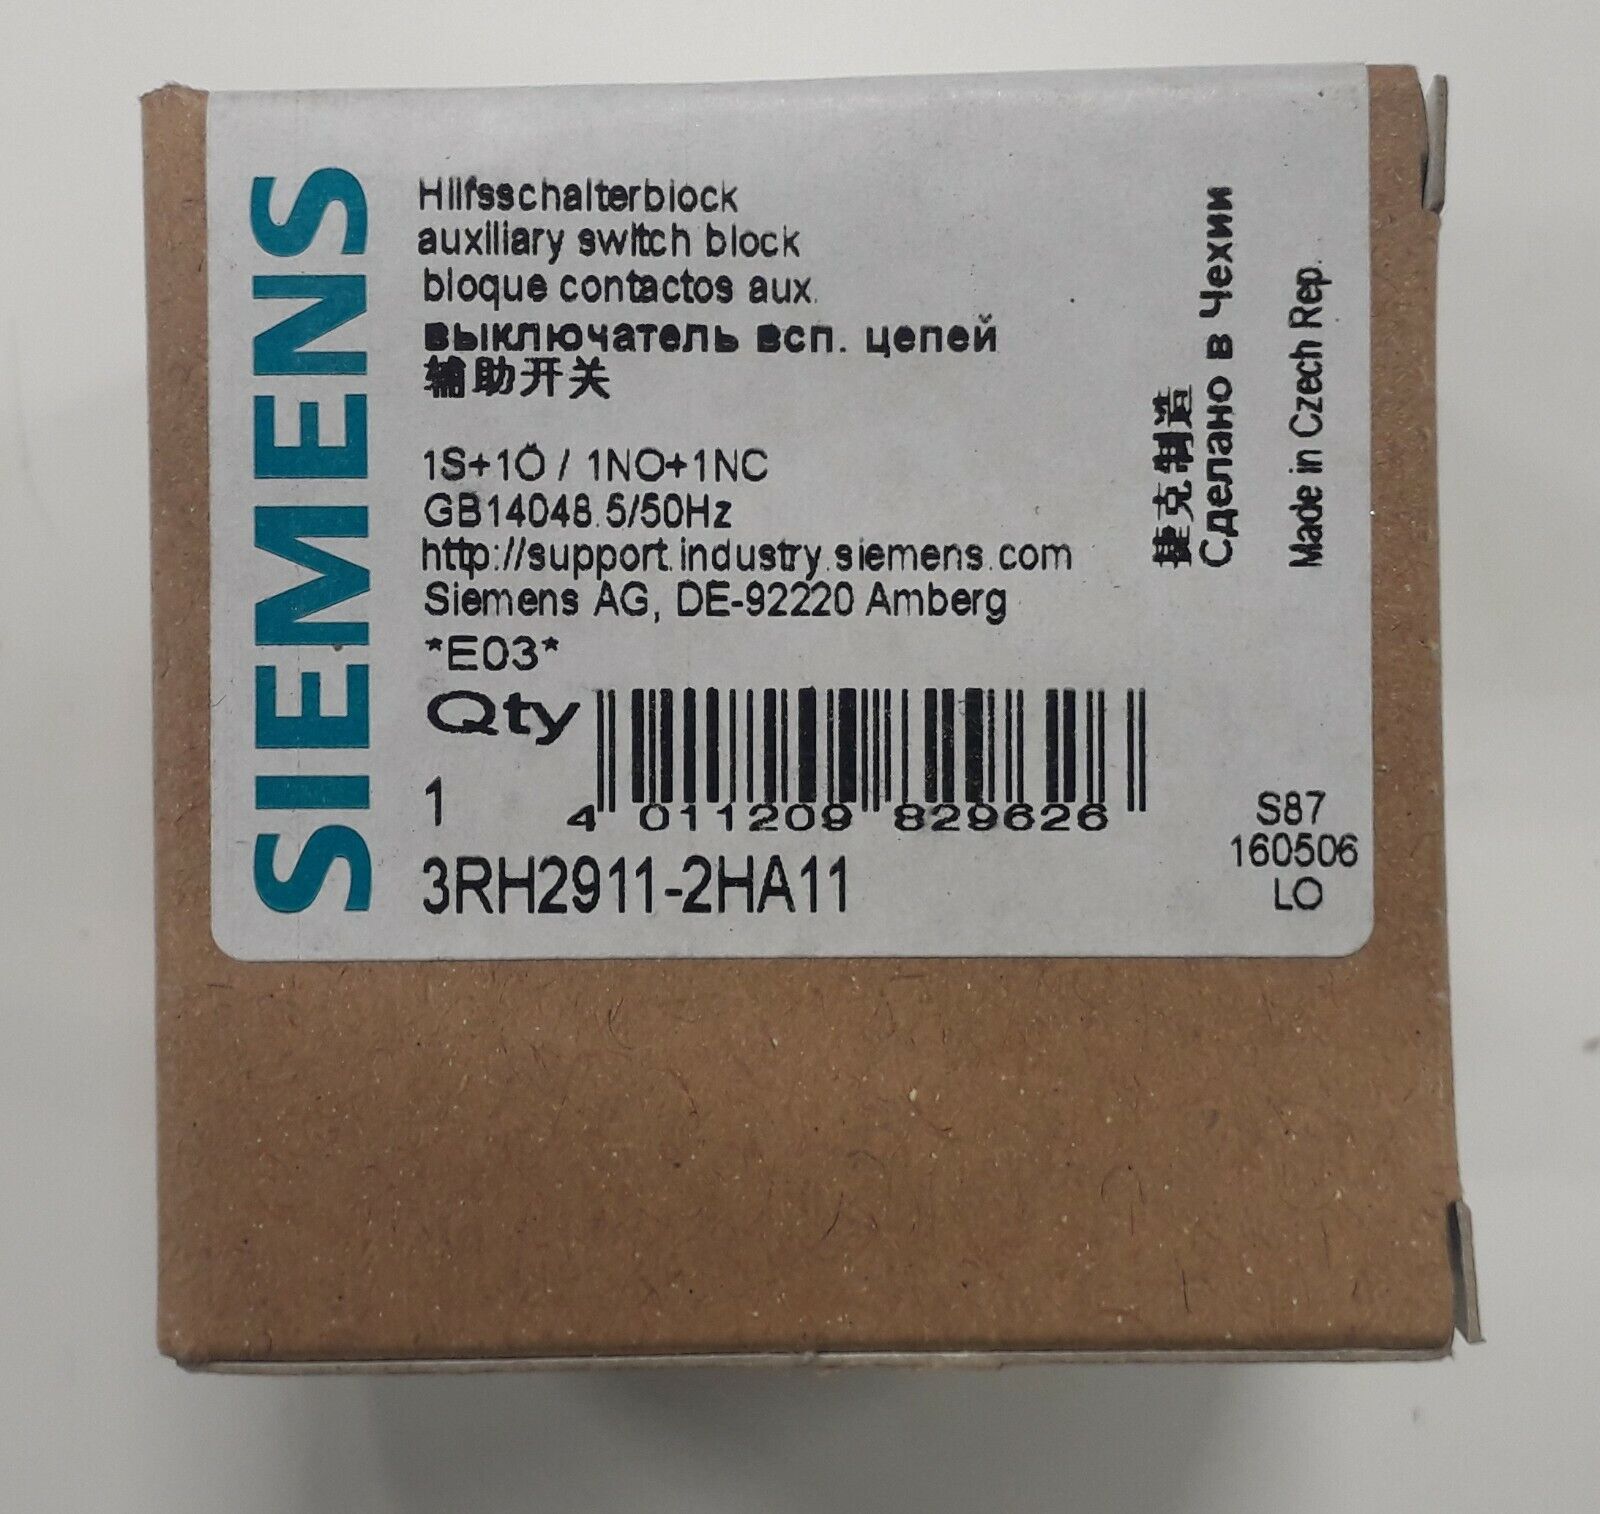 SIEMENS
Hilfsschalterblock
auxiliary switch block
bloque contactos aux.
выключатель всп. цепей
辅助开关
1S+1Ö / 1NO+1NC
GB14048.5/50Hz
http://support.industry.siemens.com
Siemens AG, DE-92220 Amberg
*E03*
Qty
1
4 011209 829626
3RH2911-2HA11
捷克制造
Сделано в Чехии
Made in Czech Rep.
S87
160506
LO